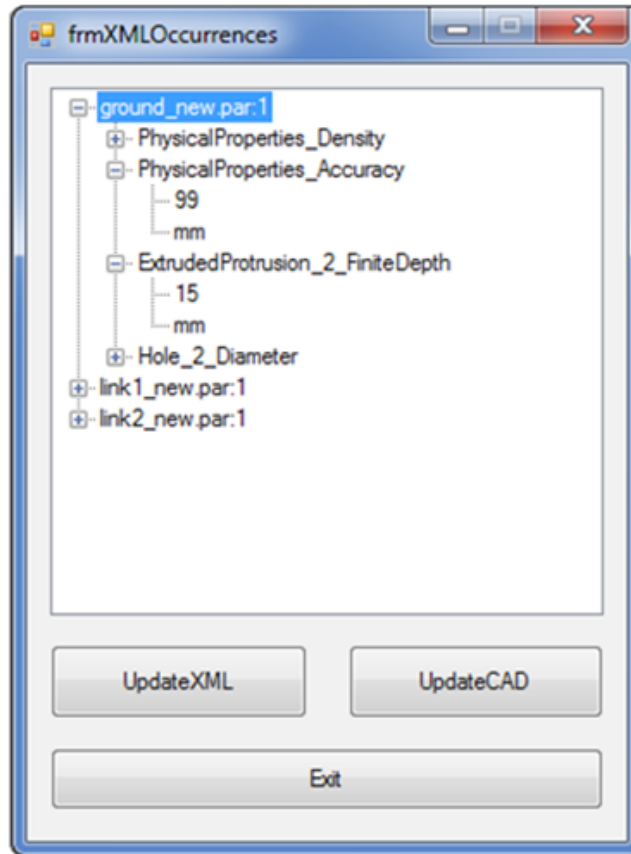 frmXMLOccurrences
ground_new.par:1
PhysicalProperties_Density
PhysicalProperties_Accuracy
99
mm
ExtrudedProtrusion_2_FiniteDepth
15
mm
Hole_2_Diameter
link1_new.par:1
link2_new.par:1
UpdateXML UpdateCAD
Exit